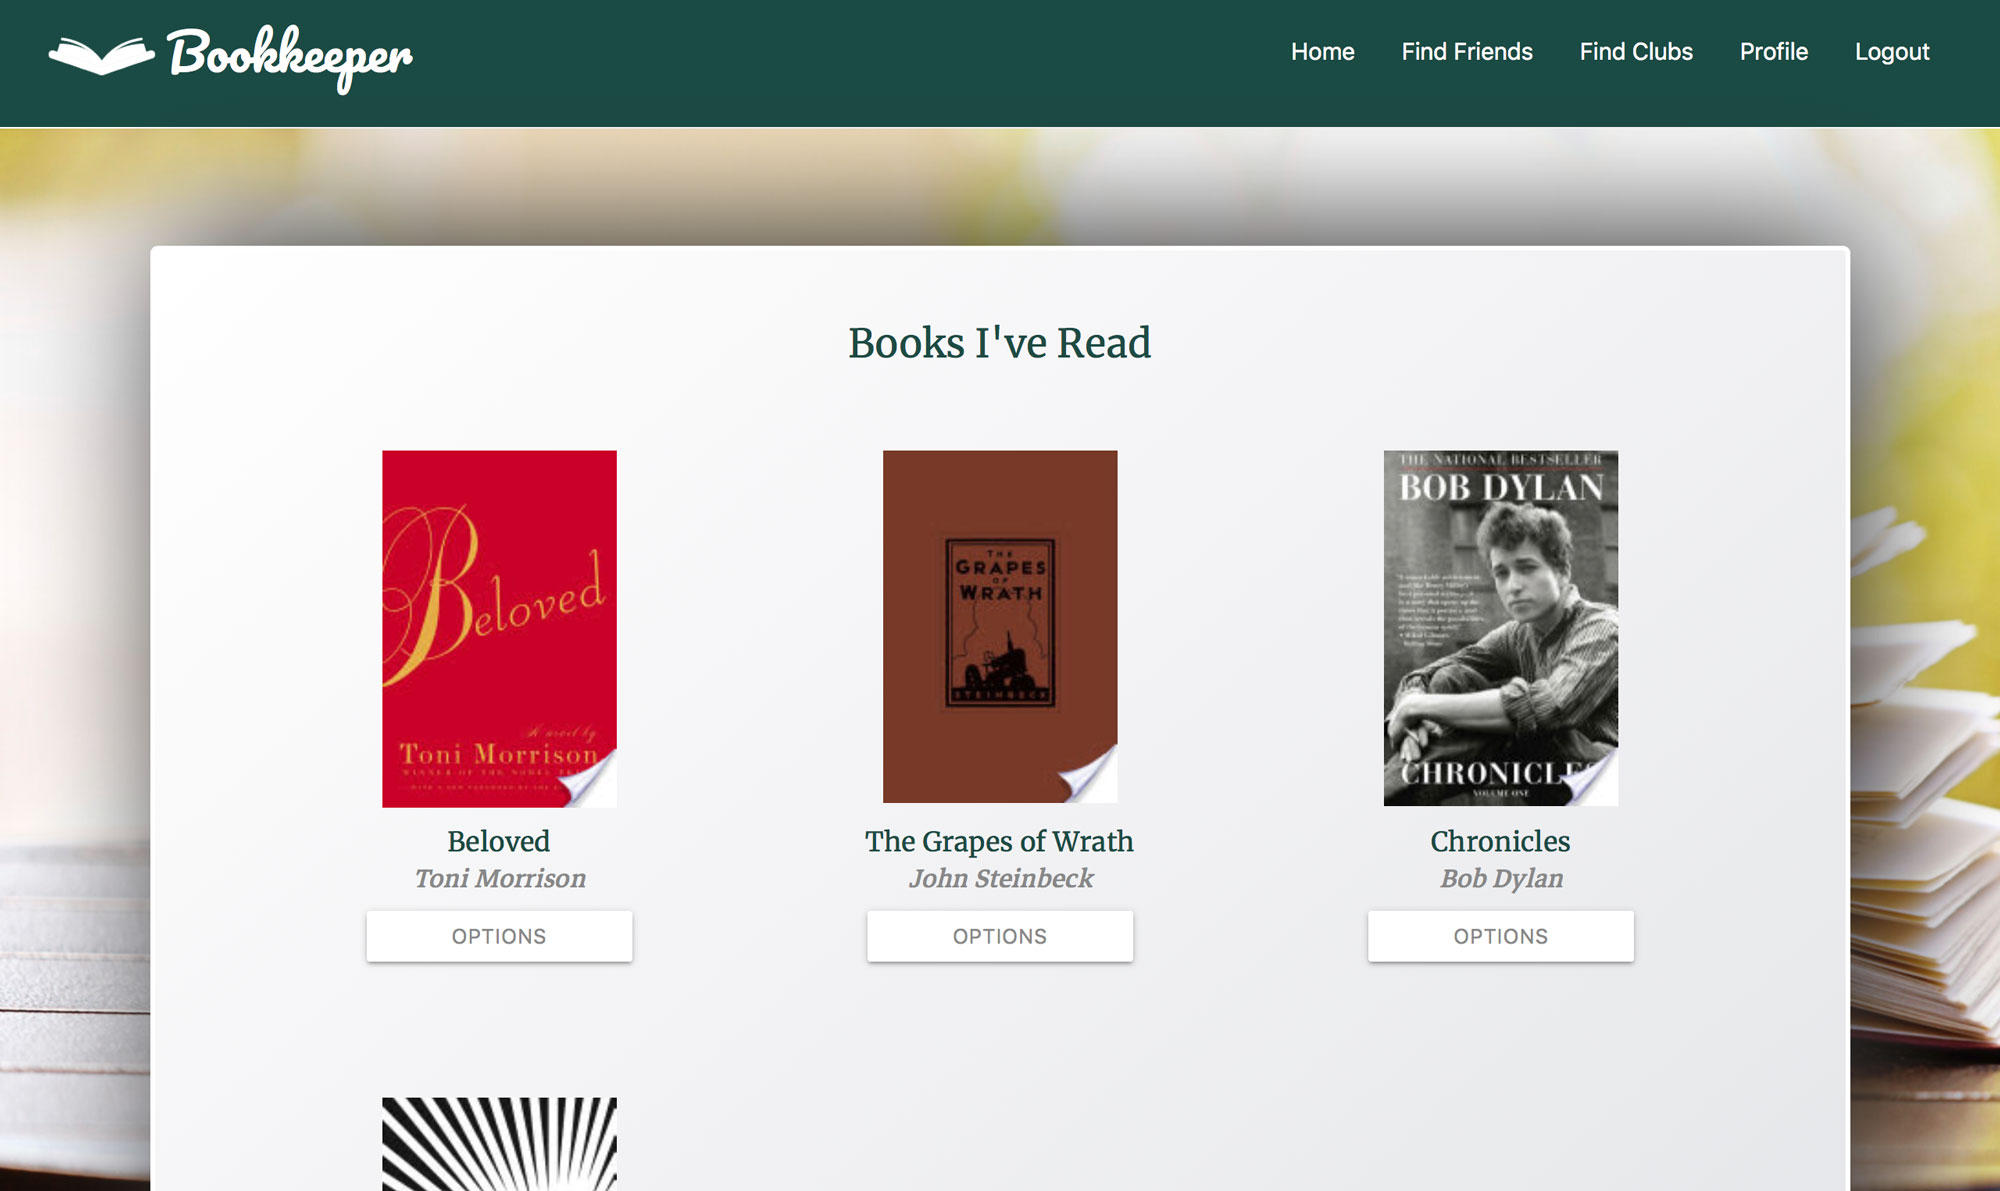 Bookkeeper
Home Find Friends Find Clubs Profile Logout
Books I've Read
Beloved
A novel by
Toni Morrison
WINNER OF THE NOBEL
THE
GRAPES
OF
WRATH
STEINBECK
THE NATIONAL BESTSELLER
BOB DYLAN
CHRONICLES
VOLUME ONE
Beloved
Toni Morrison
OPTIONS
The Grapes of Wrath
John Steinbeck
OPTIONS
Chronicles
Bob Dylan
OPTIONS